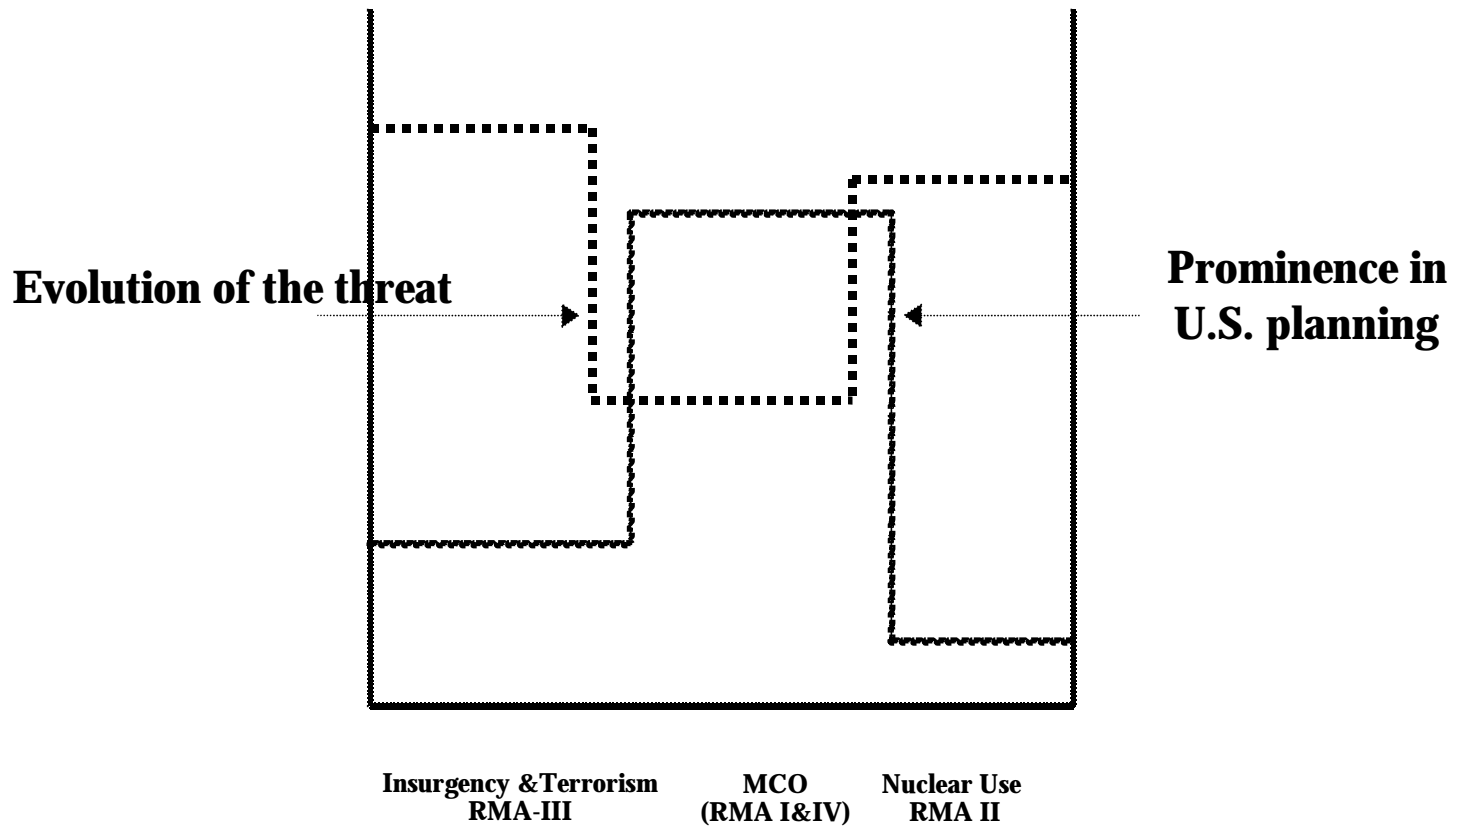 Evolution of the threat
Prominence in
U.S. planning
Insurgency &Terrorism
RMA-III
MCO
(RMA I&IV)
Nuclear Use
RMA II